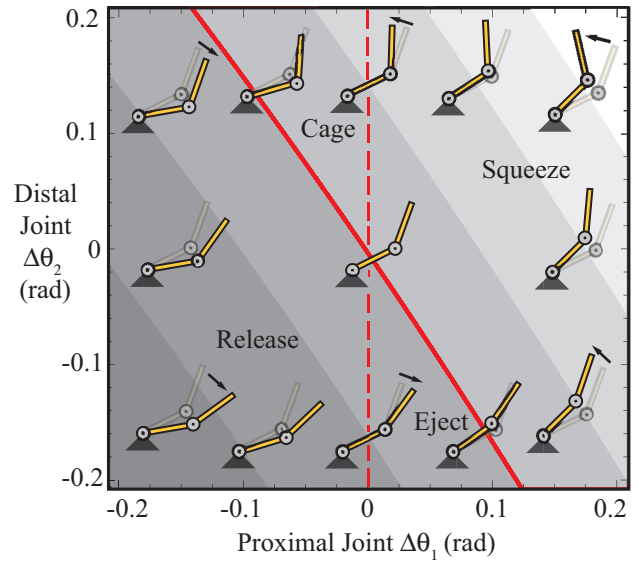 0.2
0.1
0
-0.1
-0.2
Distal
Joint
Δθ₂
(rad)
Cage
Squeeze
Release
Eject
-0.2
-0.1
0
0.1
0.2
Proximal Joint Δθ₁ (rad)